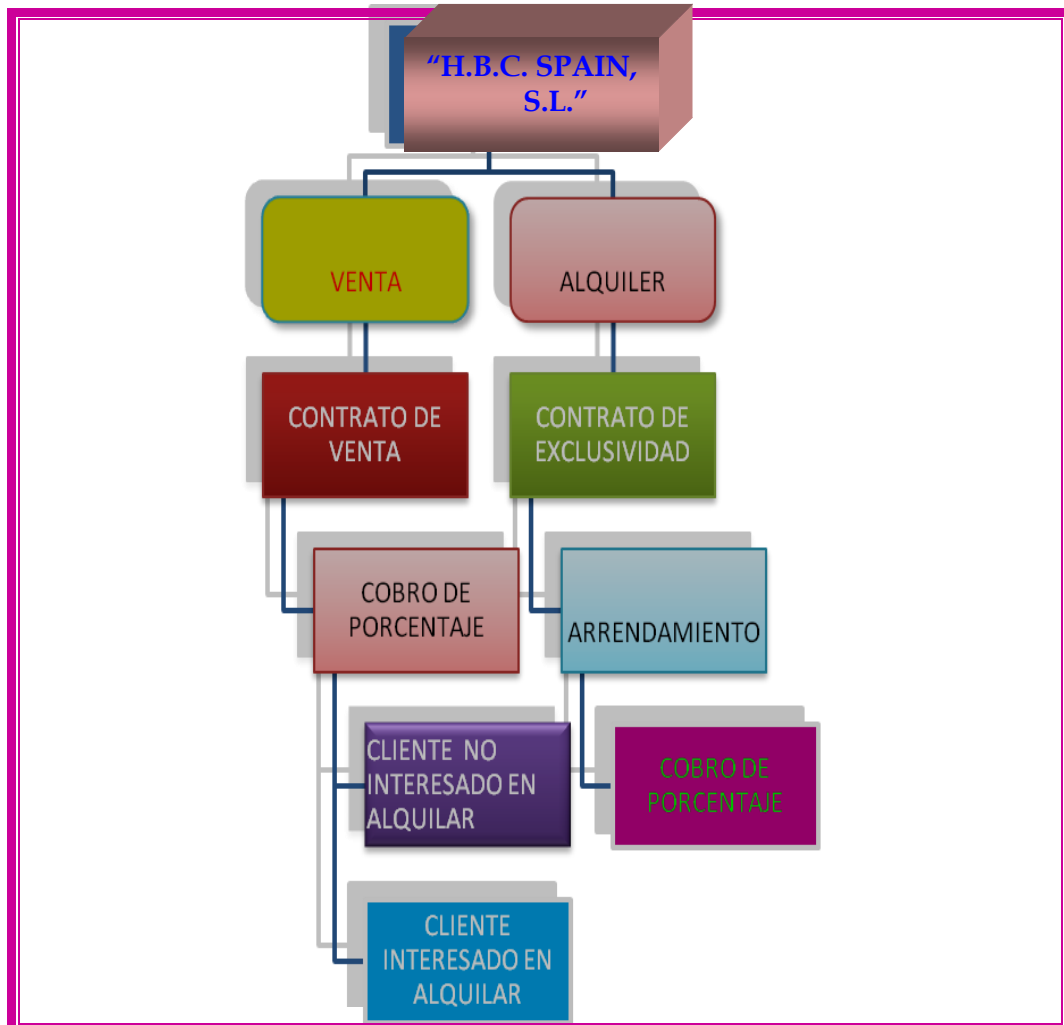 “H.B.C. SPAIN,
S.L.”
VENTA
ALQUILER
CONTRATO DE
VENTA
CONTRATO DE
EXCLUSIVIDAD
COBRO DE
PORCENTAJE
ARRENDAMIENTO
CLIENTE NO
INTERESADO EN
ALQUILAR
COBRO DE
PORCENTAJE
CLIENTE
INTERESADO EN
ALQUILAR